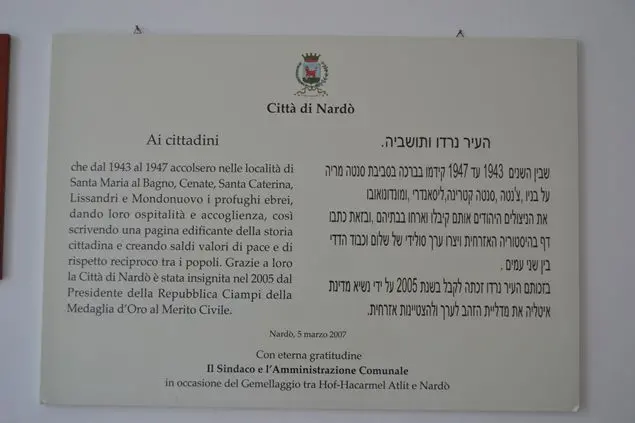 Città di Nardò
Ai cittadini
che dal 1943 al 1947 accolsero nelle località di
Santa Maria al Bagno, Cenate, Santa Caterina,
Lissandri e Mondonuovo i profughi ebrei,
dando loro ospitalità e accoglienza, così
scrivendo una pagina edificante della storia
cittadina e creando saldi valori di pace e di
rispetto reciproco tra i popoli. Grazie a loro
la Città di Nardò è stata insignita nel 2005 dal
Presidente della Repubblica Ciampi della
Medaglia d'Oro al Merito Civile.
העיר נרדו ותושביה.
שבין השנים 1943 עד 1947 קידמו בברכה בסביבת סנטה מריה
על בניו ,צ'נטה ,סנטה קטרינה,ליסאנדרי ,ומונדונואובו
את הניצולים היהודים אותם קיבלו וארחו בבתיהם ,ובזאת כתבו
דף בהיסטוריה האזרחית ויצרו ערך סולידי של שלום וכבוד הדדי
בין שני עמים .
בזכותם העיר נרדו זכתה לקבל בשנת 2005 על ידי נשיא מדינת
איטליה את מדליית הזהב לערך ולהצטיינות אזרחית.
Nardò, 5 marzo 2007
Con eterna gratitudine
Il Sindaco e l'Amministrazione Comunale
in occasione del Gemellaggio tra Hof-Hacarmel Atlit e Nardò